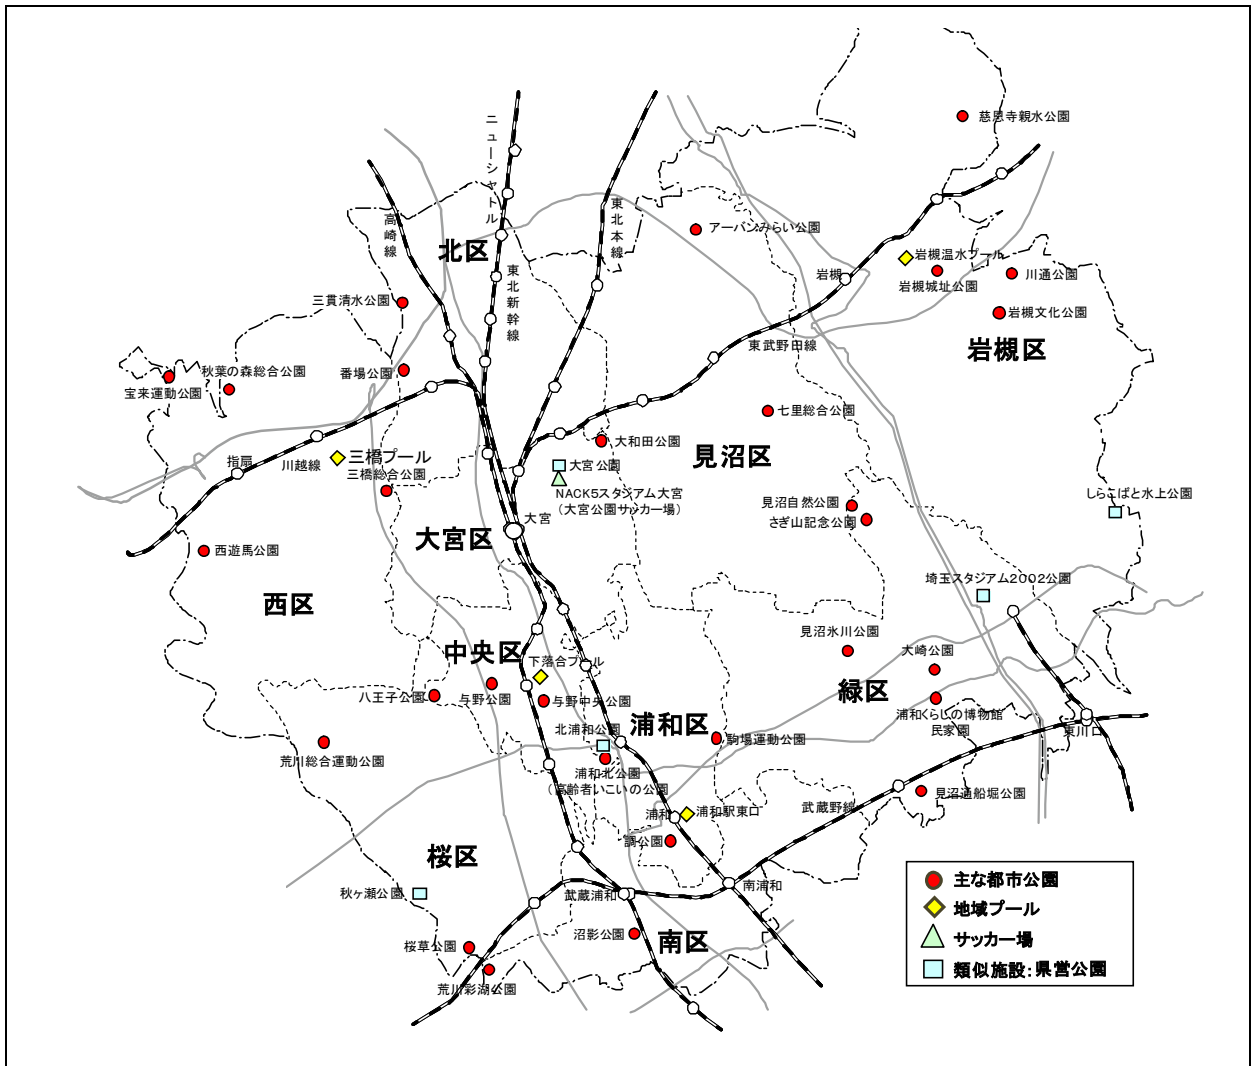 慈恩寺親水公園
ニューシャトル
高崎線
東北本線
アーバンみらい公園
北区
東北新幹線
岩槻
岩槻温水プール
岩槻城址公園
川通公園
三貫清水公園
岩槻文化公園
東武野田線
岩槻区
秋葉の森総合公園
宝来運動公園
番場公園
七里総合公園
大和田公園
見沼区
指扇
川越線
三橋プール
三橋総合公園
大宮公園
NACK5スタジアム大宮
（大宮公園サッカー場）
見沼自然公園
さぎ山記念公園
しらこばと水上公園
大宮
大宮区
西遊馬公園
埼玉スタジアム2002公園
西区
見沼氷川公園
中央区
下落合プール
大崎公園
緑区
八王子公園
与野公園
与野中央公園
浦和くらしの博物館
民家園
北浦和公園
浦和区
駒場運動公園
東川口
荒川総合運動公園
浦和北公園
（高齢者いこいの公園
見沼通船堀公園
武蔵野線
浦和
浦和駅東口
調公園
桜区
秋ヶ瀬公園
武蔵浦和
南浦和
沼影公園
南区
桜草公園
荒川彩湖公園
主な都市公園
地域プール
サッカー場
類似施設：県営公園